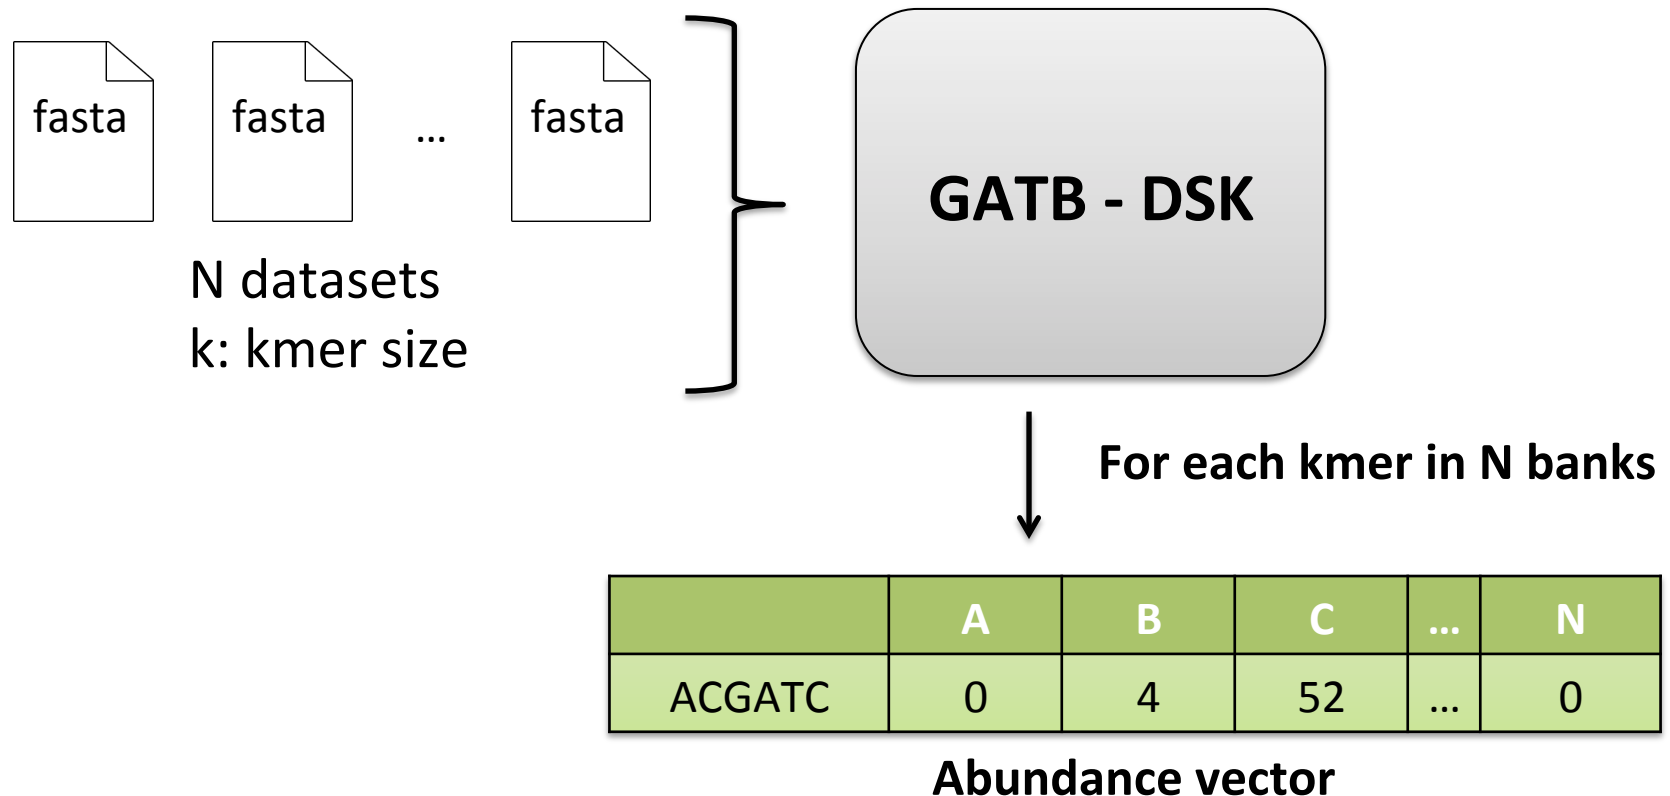 fasta fasta … fasta
N datasets
k: kmer size
GATB - DSK
For each kmer in N banks
A B C … N
ACGATC 0 4 52 … 0
Abundance vector